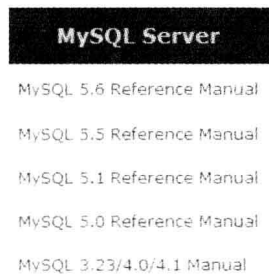 MySQL Server
MySQL 5.6 Reference Manual
MySQL 5.5 Reference Manual
MySQL 5.1 Reference Manual
MySQL 5.0 Reference Manual
MySQL 3.23/4.0/4.1 Manual